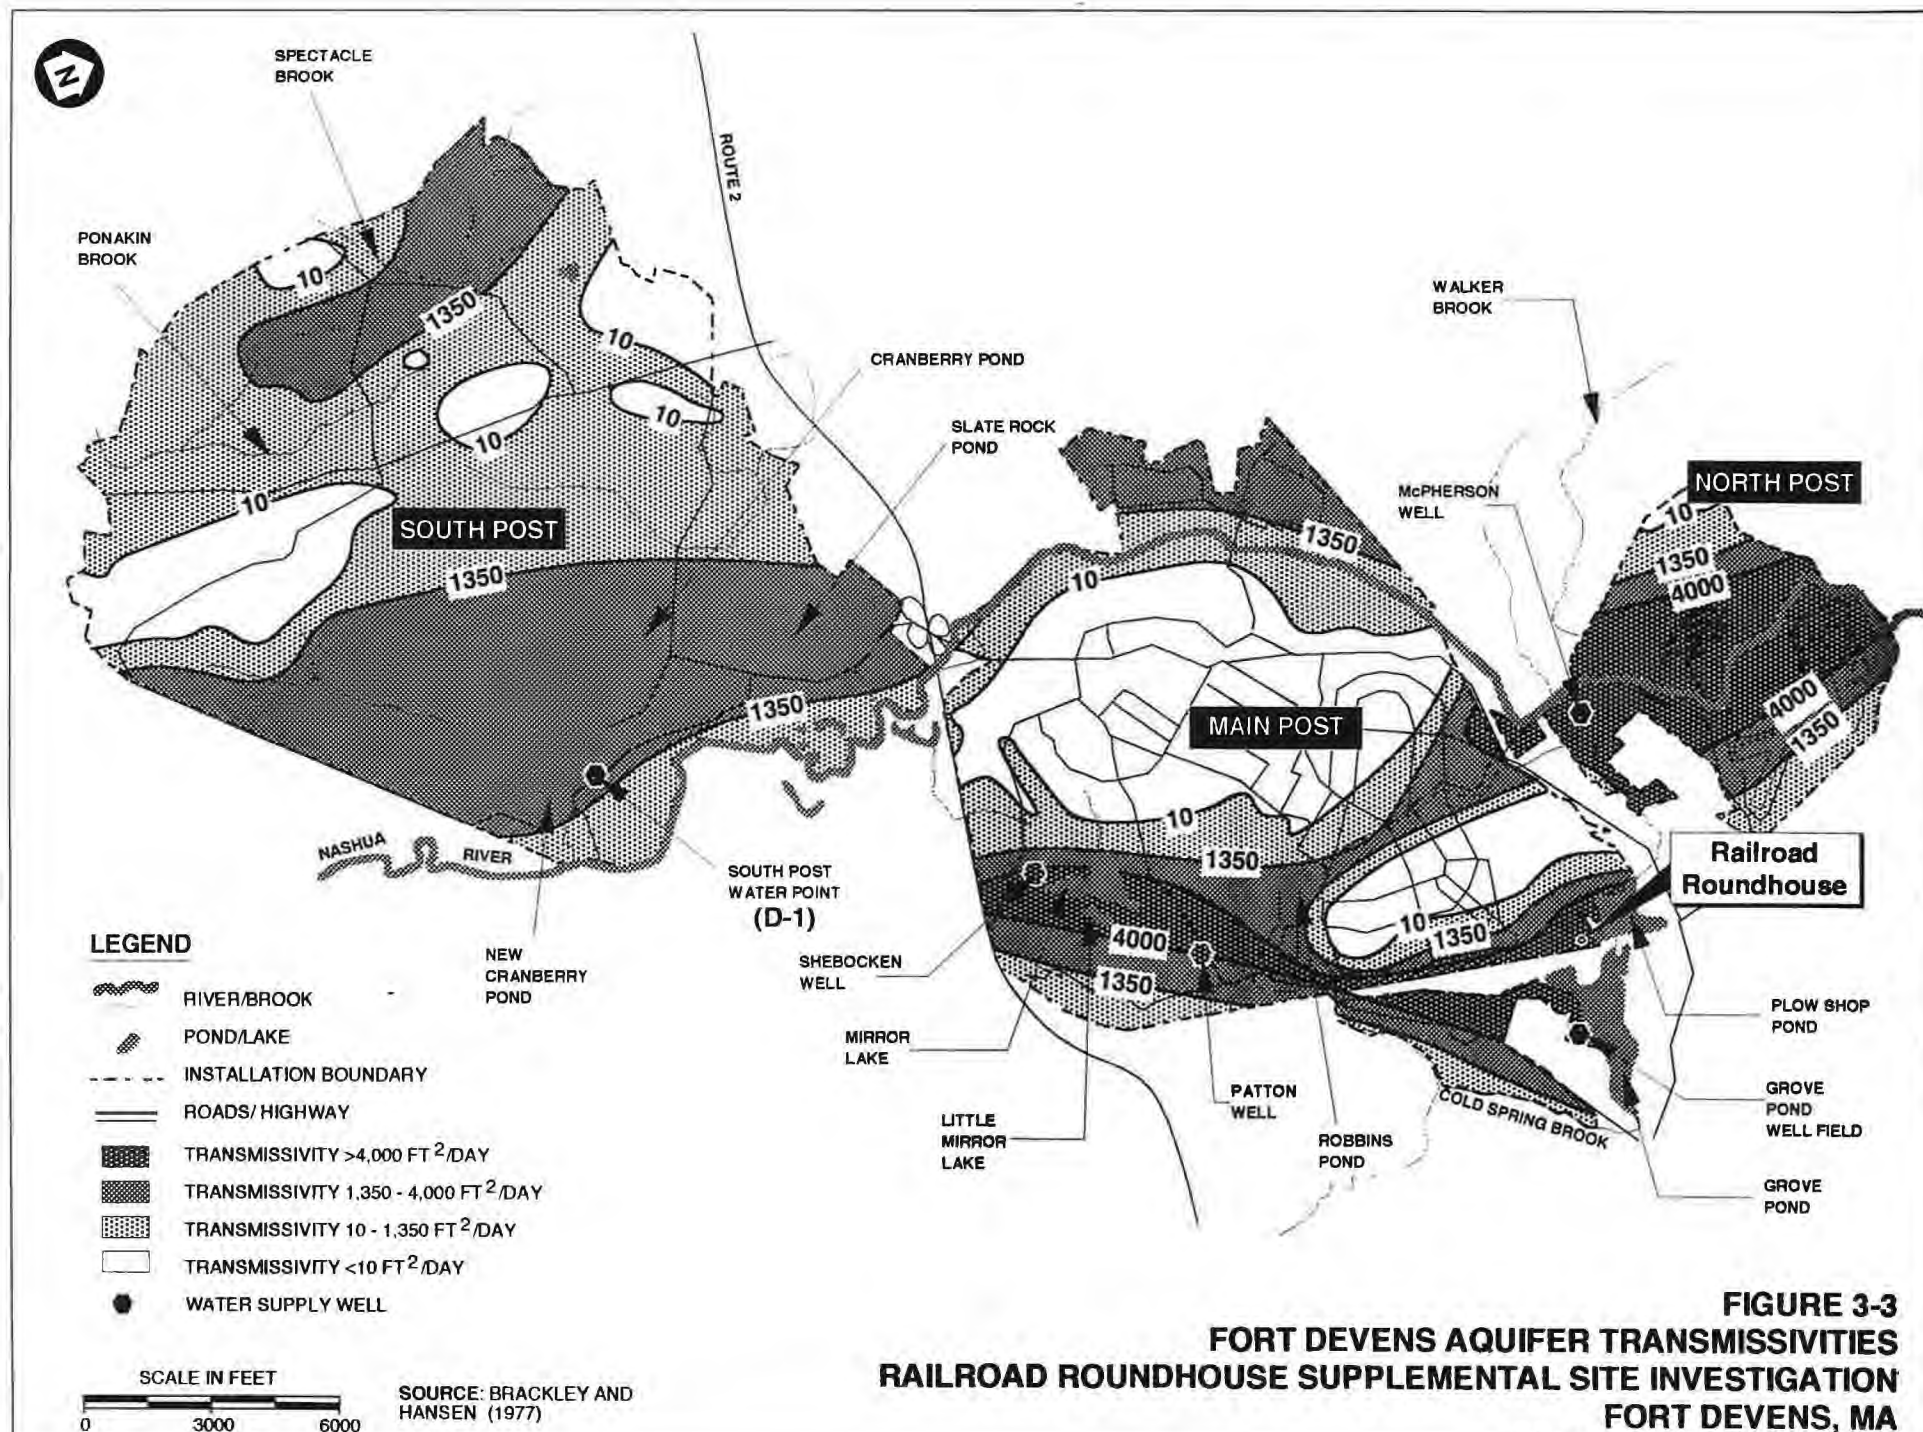 N
SPECTACLE
BROOK
ROUTE 2
PONAKIN
BROOK
10
1350
10
WALKER
BROOK
CRANBERRY POND
10
10
SLATE ROCK
POND
NORTH POST
McPHERSON
WELL
10
10
SOUTH POST
1350
1350
1350
10
4000
1350
MAIN POST
4000
1350
10
1350
Railroad
Roundhouse
NASHUA
RIVER
SOUTH POST
WATER POINT
(D-1)
10
1350
4000
1350
SHEBOCKEN
WELL
NEW
CRANBERRY
POND
PLOW SHOP
POND
MIRROR
LAKE
PATTON
WELL
COLD SPRING BROOK
GROVE
POND
WELL FIELD
LITTLE
MIRROR
LAKE
ROBBINS
POND
GROVE
POND
LEGEND
RIVER/BROOK
POND/LAKE
INSTALLATION BOUNDARY
ROADS/ HIGHWAY
TRANSMISSIVITY >4,000 FT 2/DAY
TRANSMISSIVITY 1,350 - 4,000 FT 2/DAY
TRANSMISSIVITY 10 - 1,350 FT 2/DAY
TRANSMISSIVITY <10 FT 2/DAY
WATER SUPPLY WELL
SCALE IN FEET
0 3000 6000
SOURCE: BRACKLEY AND
HANSEN (1977)
FIGURE 3-3
FORT DEVENS AQUIFER TRANSMISSIVITIES
RAILROAD ROUNDHOUSE SUPPLEMENTAL SITE INVESTIGATION
FORT DEVENS, MA